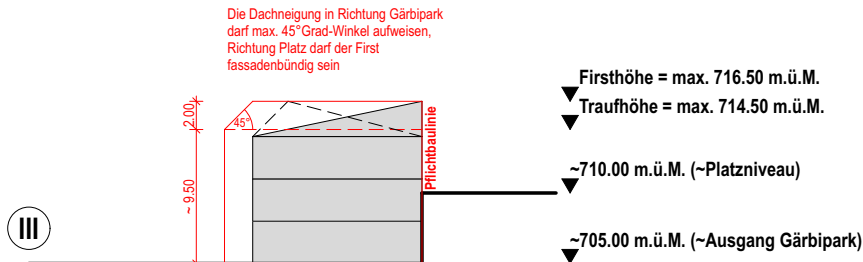 Die Dachneigung in Richtung Gärbipark
darf max. 45°Grad-Winkel aufweisen,
Richtung Platz darf der First
fassadenbündig sein
Firsthöhe = max. 716.50 m.ü.M.
Traufhöhe = max. 714.50 m.ü.M.
2.00
45°
Pflichtbaulinie
~710.00 m.ü.M. (~Platzniveau)
~ 9.50
III
~705.00 m.ü.M. (~Ausgang Gärbipark)